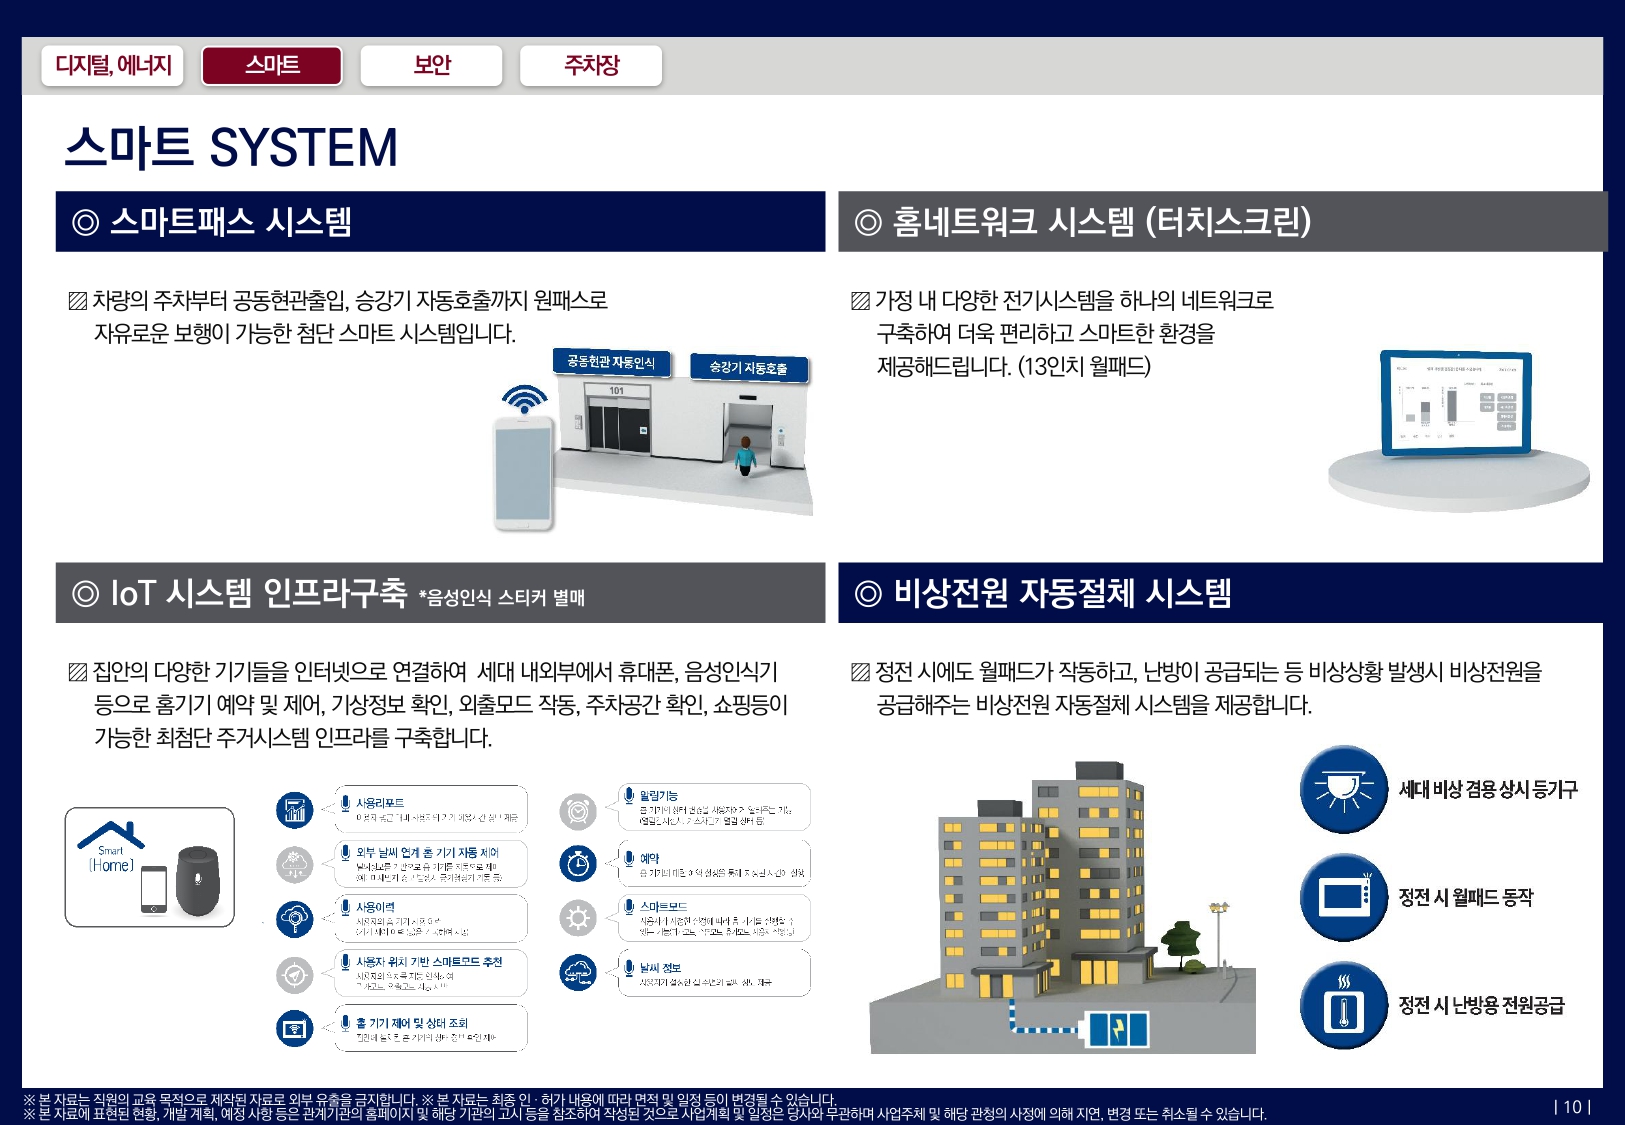 디지털, 에너지
스마트
보안
주차장
스마트 SYSTEM
◎ 스마트패스 시스템
▨ 차량의 주차부터 공동현관출입, 승강기 자동호출까지 원패스로
자유로운 보행이 가능한 첨단 스마트 시스템입니다.
공동현관 자동인식
승강기 자동호출
101
◎ 홈네트워크 시스템 (터치스크린)
▨ 가정 내 다양한 전기시스템을 하나의 네트워크로
구축하여 더욱 편리하고 스마트한 환경을
제공해드립니다. (13인치 월패드)
◎ IoT 시스템 인프라구축 *음성인식 스티커 별매
▨ 집안의 다양한 기기들을 인터넷으로 연결하여 세대 내외부에서 휴대폰, 음성인식기
등으로 홈기기 예약 및 제어, 기상정보 확인, 외출모드 작동, 주차공간 확인, 쇼핑등이
가능한 최첨단 주거시스템 인프라를 구축합니다.
Smart
[Home]
사용리포트
외부 날씨 연계 홈 기기 자동 제어
사용이력
사용자 위치 기반 스마트모드 추천
홈 기기 제어 및 상태 조회
알림기능
예약
스마트모드
날씨 정보
◎ 비상전원 자동절체 시스템
▨ 정전 시에도 월패드가 작동하고, 난방이 공급되는 등 비상상황 발생시 비상전원을
공급해주는 비상전원 자동절체 시스템을 제공합니다.
세대 비상 겸용 상시 등기구
정전 시 월패드 동작
정전 시 난방용 전원공급
※ 본 자료는 직원의 교육 목적으로 제작된 자료로 외부 유출을 금지합니다. ※ 본 자료는 최종 인 · 허가 내용에 따라 면적 및 일정 등이 변경될 수 있습니다.
※ 본 자료에 표현된 현황, 개발 계획, 예정 사항 등은 관계기관의 홈페이지 및 해당 기관의 고시 등을 참조하여 작성된 것으로 사업계획 및 일정은 당사와 무관하며 사업주체 및 해당 관청의 사정에 의해 지연, 변경 또는 취소될 수 있습니다.
| 10 |